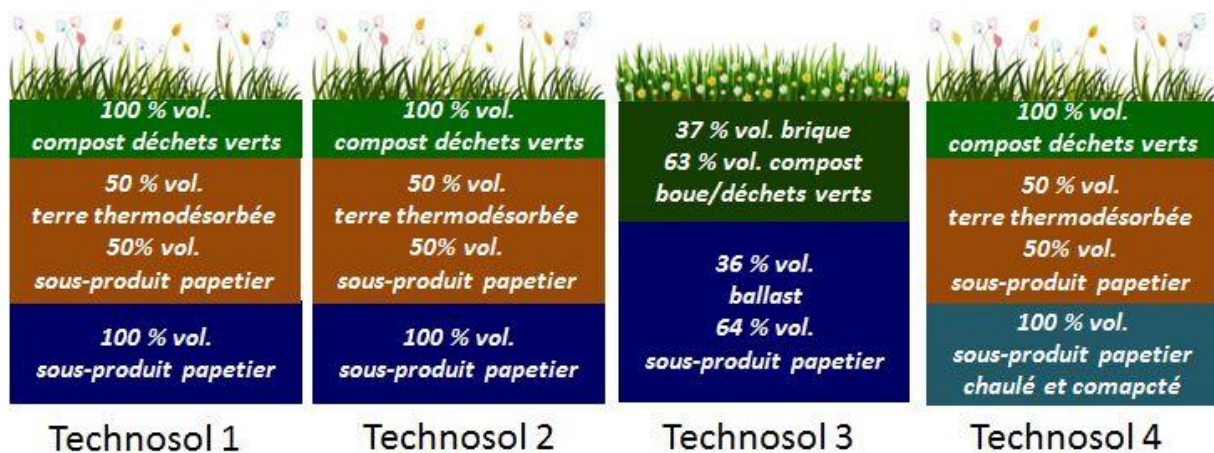 100 % vol.
compost déchets verts
50 % vol.
terre thermodésorbée
50% vol.
sous-produit papetier
100 % vol.
sous-produit papetier
Technosol 1
100 % vol.
compost déchets verts
50 % vol.
terre thermodésorbée
50% vol.
sous-produit papetier
100 % vol.
sous-produit papetier
Technosol 2
37 % vol. brique
63 % vol. compost
boue/déchets verts
36 % vol.
ballast
64 % vol.
sous-produit papetier
Technosol 3
100 % vol.
compost déchets verts
50 % vol.
terre thermodésorbée
50% vol.
sous-produit papetier
100 % vol.
sous-produit papetier
chaulé et comapcté
Technosol 4